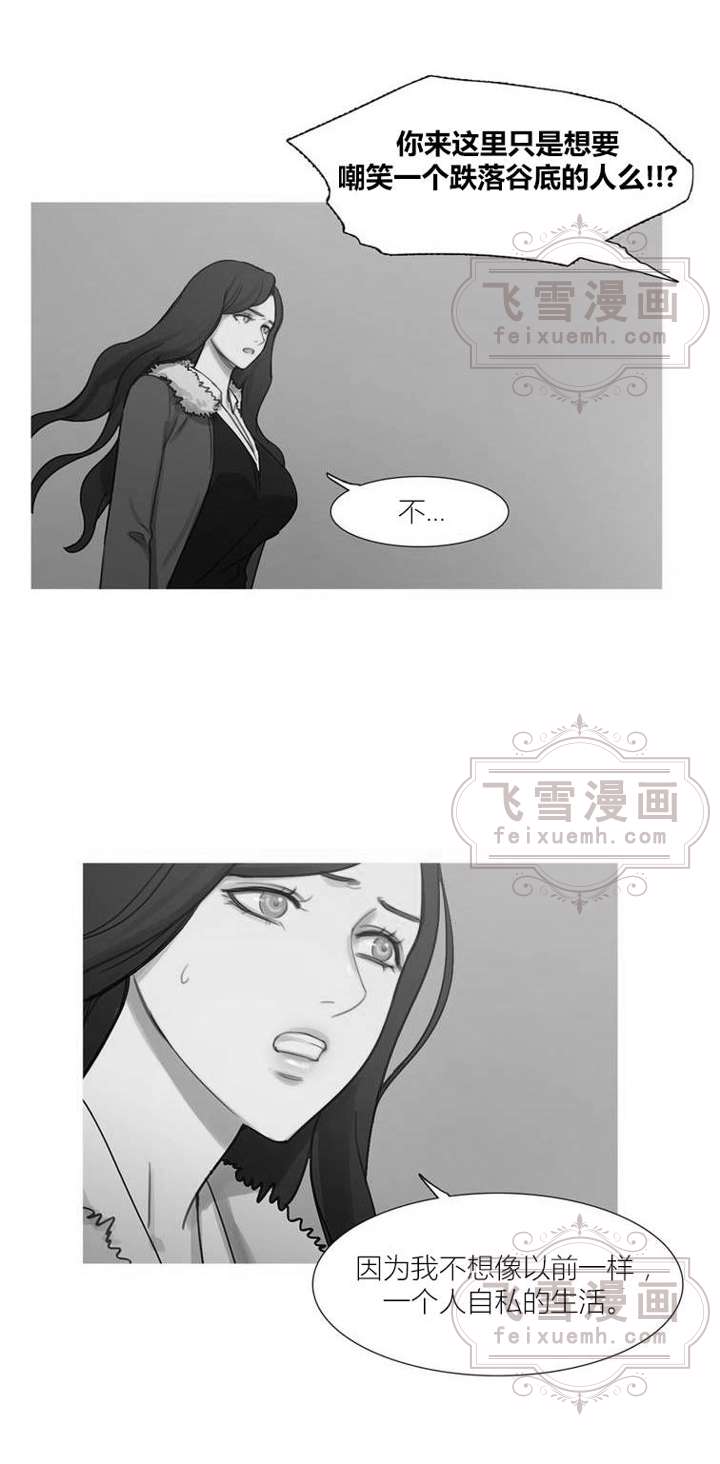 你来这里只是想要
嘲笑一个跌落谷底的人么!!?
飞雪漫画
feixuemh.com
不...
飞雪漫画
feixuemh.com
因为我不想像以前一样，
一个人自私的生活。
飞雪漫画
feixuemh.com